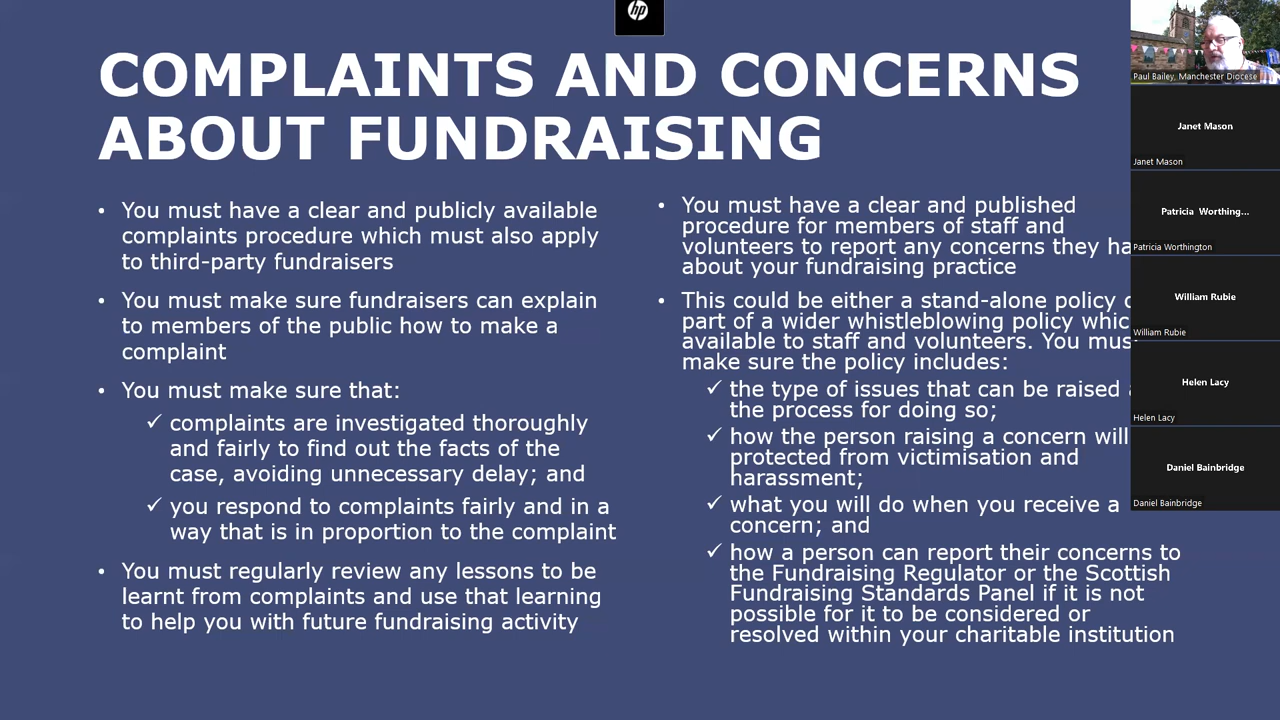 hp
COMPLAINTS AND CONCERNS
ABOUT FUNDRAISING
• You must have a clear and publicly available
complaints procedure which must also apply
to third-party fundraisers
• You must make sure fundraisers can explain
to members of the public how to make a
complaint
• You must make sure that:
✓ complaints are investigated thoroughly
and fairly to find out the facts of the
case, avoiding unnecessary delay; and
✓ you respond to complaints fairly and in a
way that is in proportion to the complaint
• You must regularly review any lessons to be
learnt from complaints and use that learning
to help you with future fundraising activity
• You must have a clear and published
procedure for members of staff and
volunteers to report any concerns they ha
about your fundraising practice
• This could be either a stand-alone policy
part of a wider whistleblowing policy whic
available to staff and volunteers. You mus
make sure the policy includes:
✓ the type of issues that can be raised
the process for doing so;
✓ how the person raising a concern will
protected from victimisation and
harassment;
✓ what you will do when you receive a
concern; and
✓ how a person can report their concerns to
the Fundraising Regulator or the Scottish
Fundraising Standards Panel if it is not
possible for it to be considered or
resolved within your charitable institution
Paul Bailey, Manchester Diocese
Janet Mason
Janet Mason
Patricia Worthing...
Patricia Worthington
William Rubie
William Rubie
Helen Lacy
Helen Lacy
Daniel Bainbridge
Daniel Bainbridge